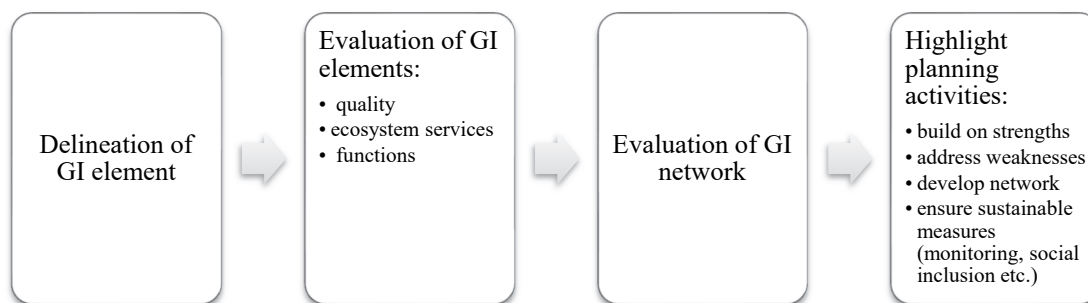 Delineation of
GI element
Evaluation of GI
elements:
• quality
• ecosystem services
• functions
Evaluation of GI
network
Highlight
planning
activities:
• build on strengths
• address weaknesses
• develop network
• ensure sustainable
measures
(monitoring, social
inclusion etc.)